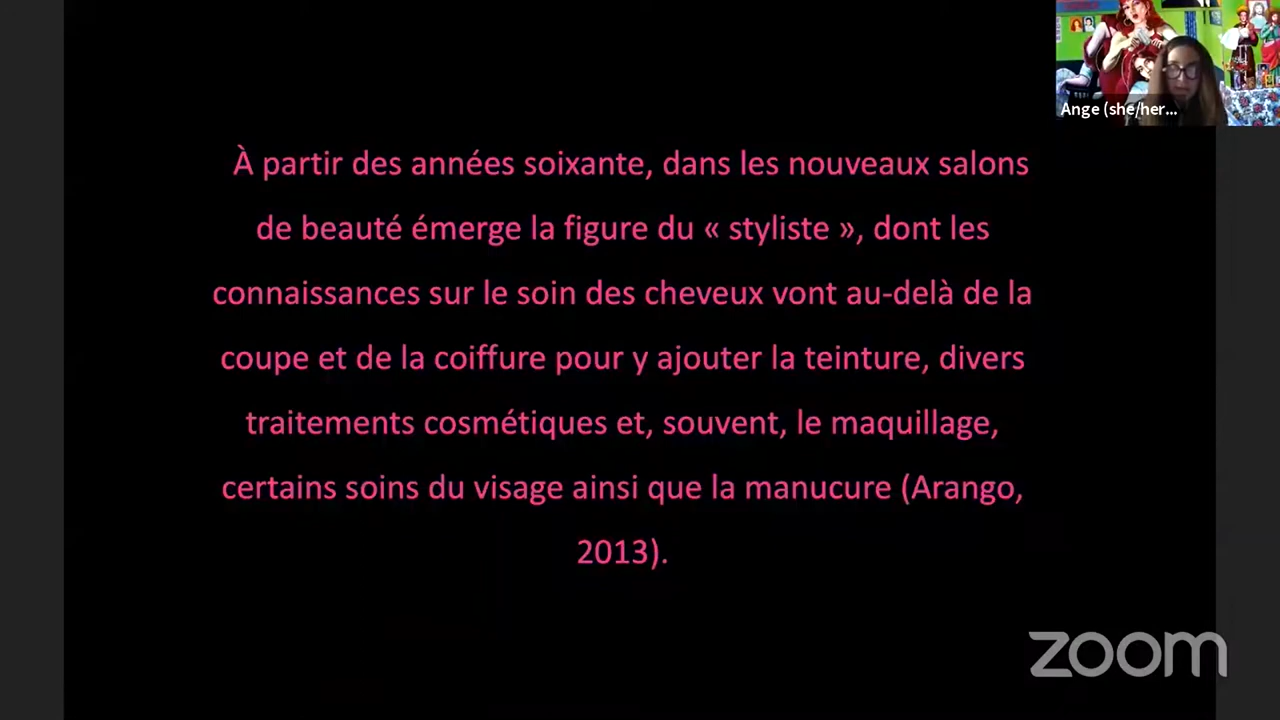 Ange (she/her...
À partir des années soixante, dans les nouveaux salons
de beauté émerge la figure du « styliste », dont les
connaissances sur le soin des cheveux vont au-delà de la
coupe et de la coiffure pour y ajouter la teinture, divers
traitements cosmétiques et, souvent, le maquillage,
certains soins du visage ainsi que la manucure (Arango,
2013).
zoom